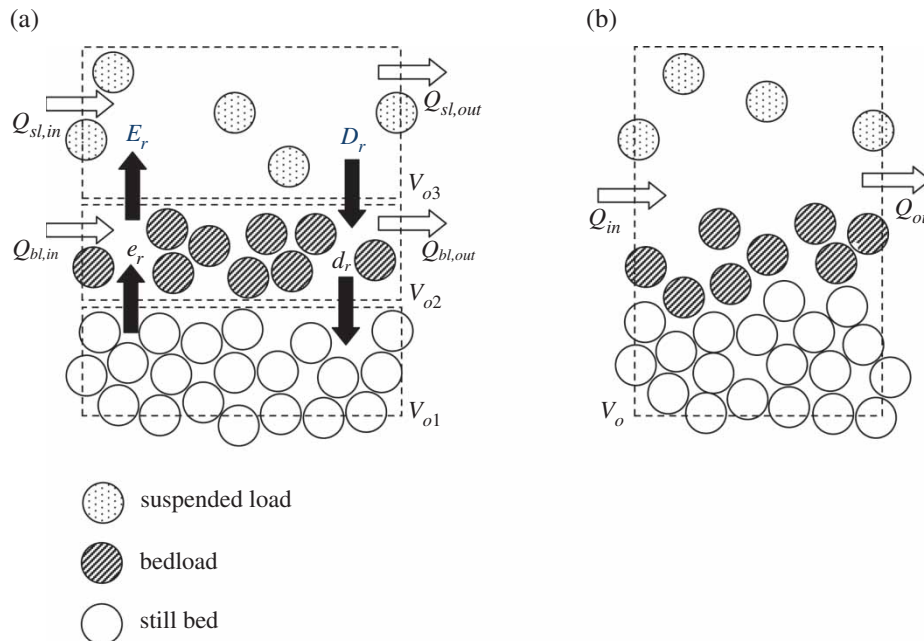 (a)
(b)
Q_{sl,in}
Q_{sl,out}
E_r
D_r
V_{o3}
Q_{bl,in}
Q_{bl,out}
e_r
d_r
V_{o2}
V_{o1}
Q_{in}
V_o
suspended load
bedload
still bed